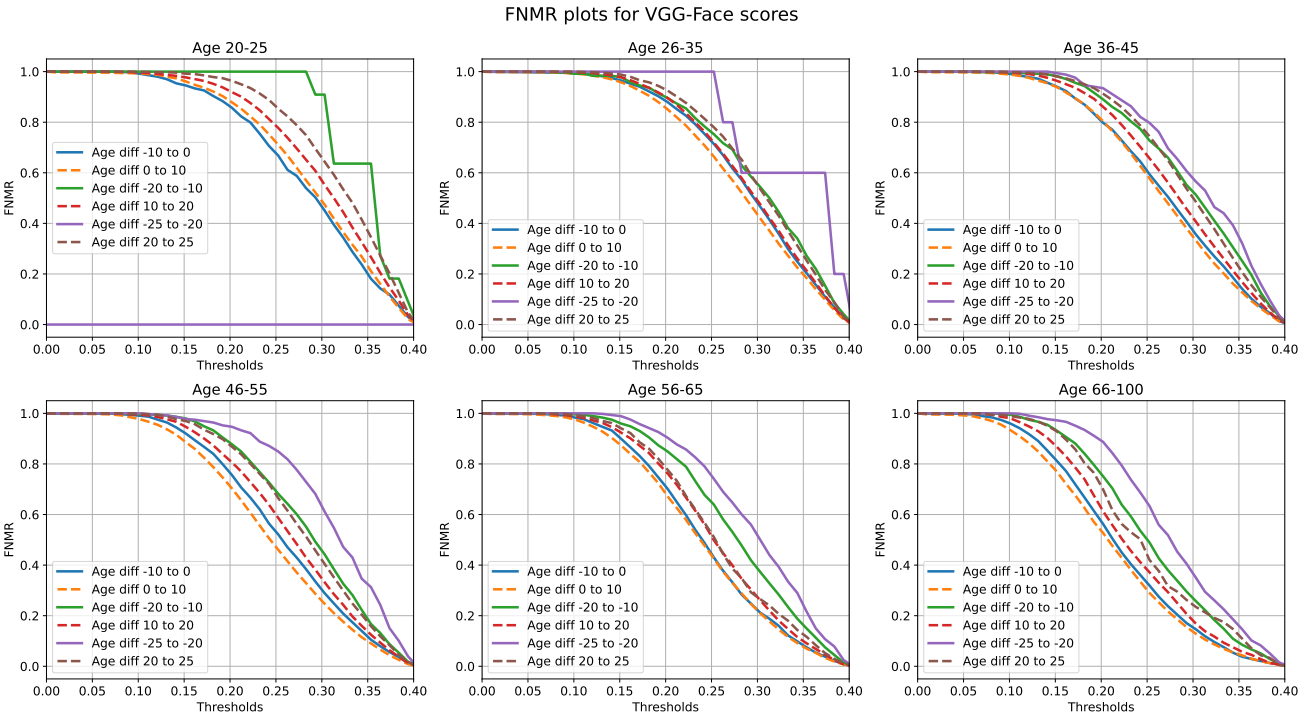 FNMR plots for VGG-Face scores
Age 20-25
FNMR
1.0
0.8
0.6
0.4
0.2
0.0
Age diff -10 to 0
Age diff 0 to 10
Age diff -20 to -10
Age diff 10 to 20
Age diff -25 to -20
Age diff 20 to 25
0.00 0.05 0.10 0.15 0.20 0.25 0.30 0.35 0.40
Thresholds
Age 26-35
FNMR
1.0
0.8
0.6
0.4
0.2
0.0
Age diff -10 to 0
Age diff 0 to 10
Age diff -20 to -10
Age diff 10 to 20
Age diff -25 to -20
Age diff 20 to 25
0.00 0.05 0.10 0.15 0.20 0.25 0.30 0.35 0.40
Thresholds
Age 36-45
FNMR
1.0
0.8
0.6
0.4
0.2
0.0
Age diff -10 to 0
Age diff 0 to 10
Age diff -20 to -10
Age diff 10 to 20
Age diff -25 to -20
Age diff 20 to 25
0.00 0.05 0.10 0.15 0.20 0.25 0.30 0.35 0.40
Thresholds
Age 46-55
FNMR
1.0
0.8
0.6
0.4
0.2
0.0
Age diff -10 to 0
Age diff 0 to 10
Age diff -20 to -10
Age diff 10 to 20
Age diff -25 to -20
Age diff 20 to 25
0.00 0.05 0.10 0.15 0.20 0.25 0.30 0.35 0.40
Thresholds
Age 56-65
FNMR
1.0
0.8
0.6
0.4
0.2
0.0
Age diff -10 to 0
Age diff 0 to 10
Age diff -20 to -10
Age diff 10 to 20
Age diff -25 to -20
Age diff 20 to 25
0.00 0.05 0.10 0.15 0.20 0.25 0.30 0.35 0.40
Thresholds
Age 66-100
FNMR
1.0
0.8
0.6
0.4
0.2
0.0
Age diff -10 to 0
Age diff 0 to 10
Age diff -20 to -10
Age diff 10 to 20
Age diff -25 to -20
Age diff 20 to 25
0.00 0.05 0.10 0.15 0.20 0.25 0.30 0.35 0.40
Thresholds